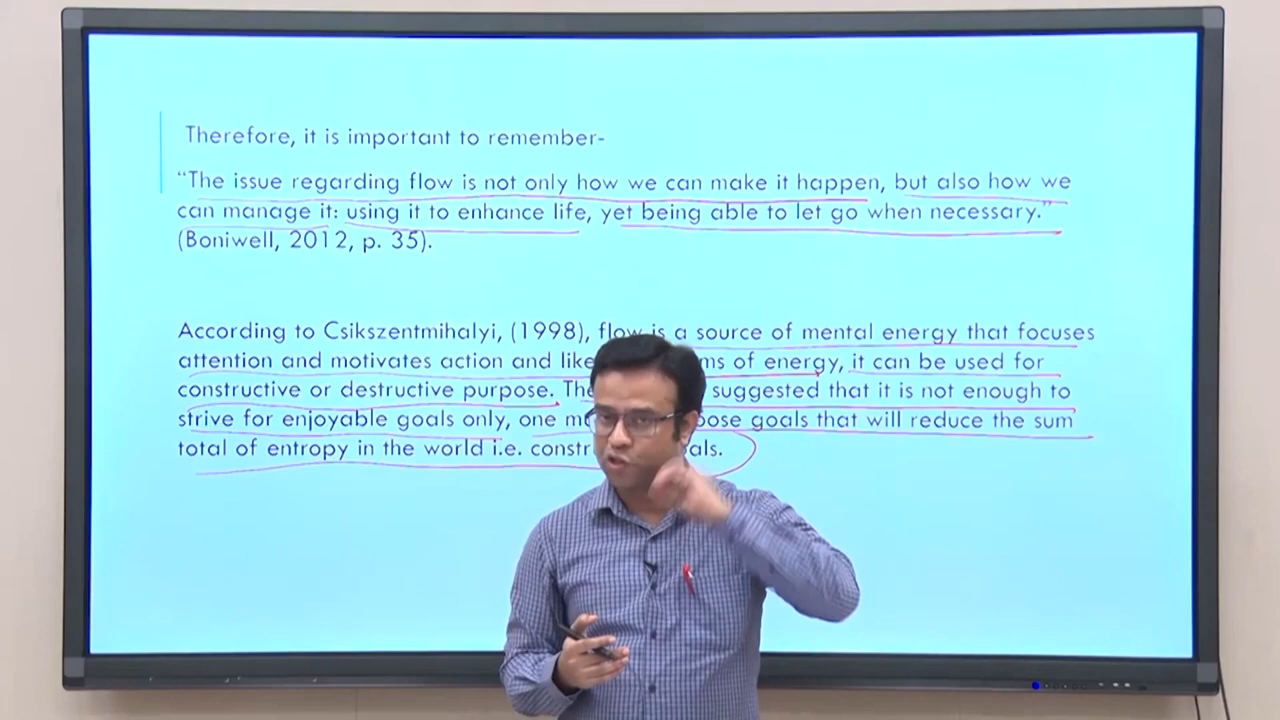 Therefore, it is important to remember-
“The issue regarding flow is not only how we can make it happen, but also how we
can manage it: using it to enhance life, yet being able to let go when necessary.”
(Boniwell, 2012, p. 35).
According to Csikszentmihalyi, (1998), flow is a source of mental energy that focuses
attention and motivates action and like of energy, it can be used for
constructive or destructive purpose. suggested that it is not enough to
strive for enjoyable goals only, one goals that will reduce the sum
total of entropy in the world i.e.